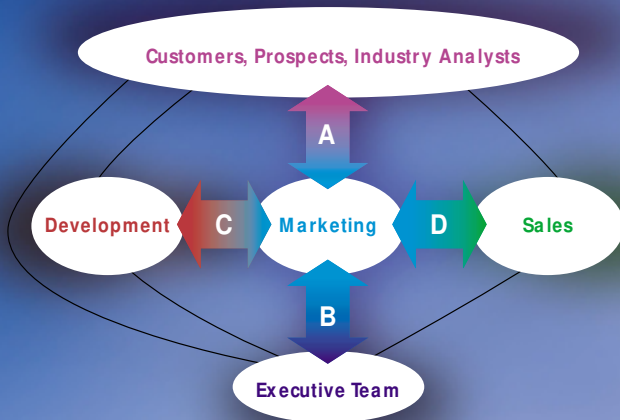 Customers, Prospects, Industry Analysts
A
Development
C
Marketing
D
Sales
B
Executive Team